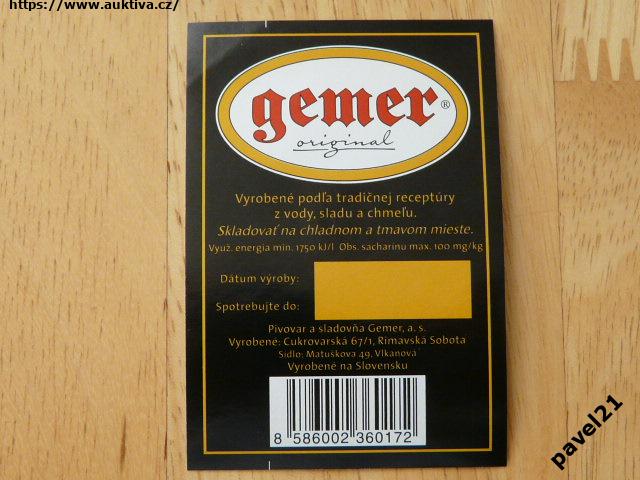 https://www.auktiva.cz/
gemer®
original
Vyrobené podľa tradičnej receptúry
z vody, sladu a chmeľu.
Skladovať na chladnom a tmavom mieste.
Využ. energia min. 1750 kJ/l Obs. sacharinu max. 100 mg/kg
Dátum výroby:
Spotrebujte do:
Pivovar a sladovňa Gemer, a. s.
Vyrobené: Cukrovarská 67/1, Rimavská Sobota
Sídlo: Matuškova 49, Vlkanová
Vyrobené na Slovensku
8 586002 360172
pavel21